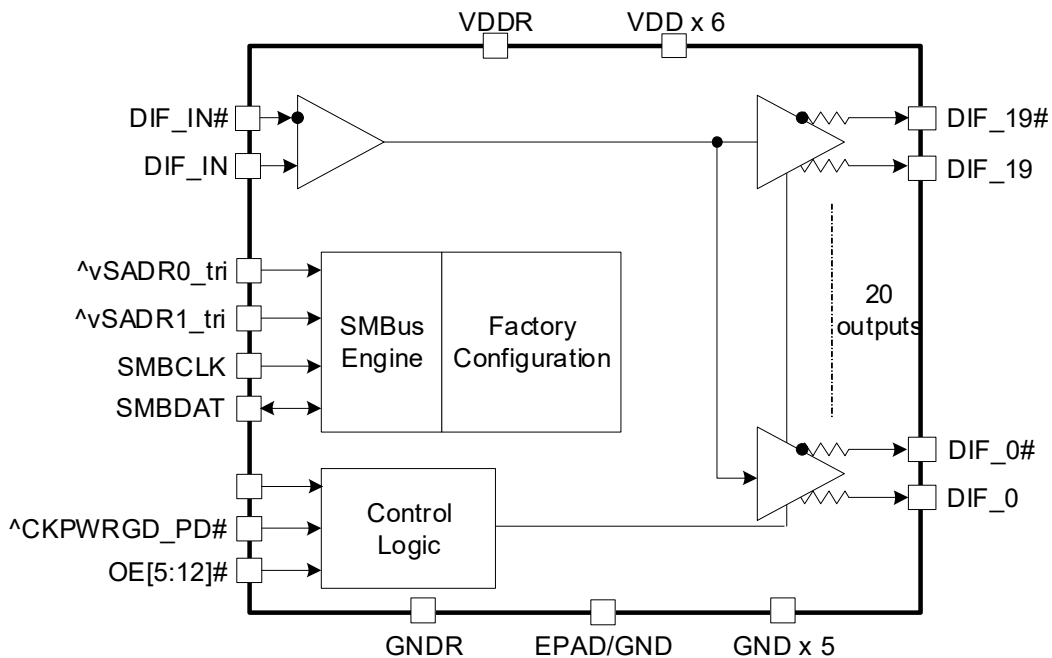 VDDR
VDD x 6
DIF_IN#
DIF_IN
DIF_19#
DIF_19
^vSADR0_tri
^vSADR1_tri
SMBCLK
SMBDAT
SMBus
Engine
Factory
Configuration
20
outputs
DIF_0#
DIF_0
^CKPWRGD_PD#
OE[5:12]#
Control
Logic
GNDR
EPAD/GND
GND x 5